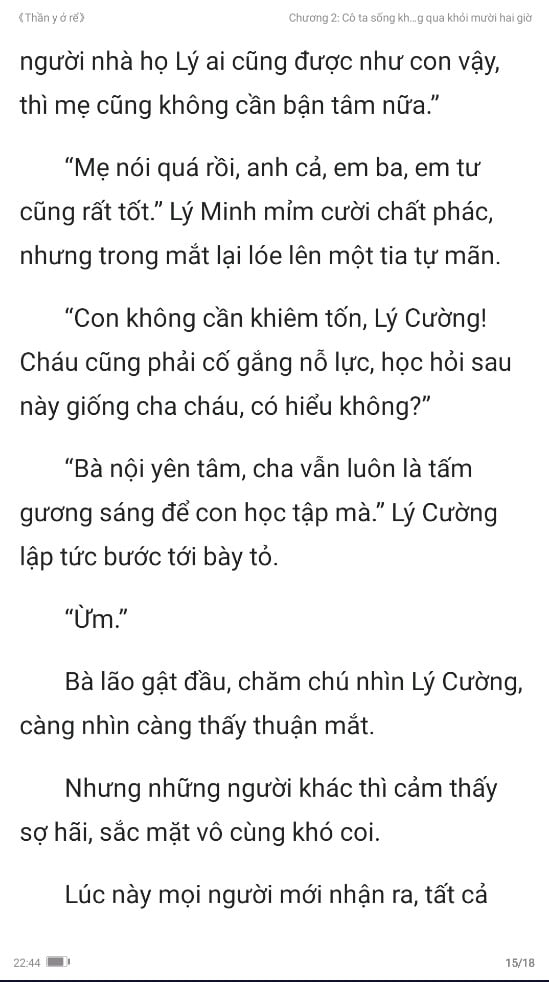 《Thần y ở rể》 Chương 2: Cô ta sống kh...g qua khỏi mười hai giờ
người nhà họ Lý ai cũng được như con vậy,
thì mẹ cũng không cần bận tâm nữa.”
“Mẹ nói quá rồi, anh cả, em ba, em tư
cũng rất tốt.” Lý Minh mỉm cười chất phác,
nhưng trong mắt lại lóe lên một tia tự mãn.
“Con không cần khiêm tốn, Lý Cường!
Cháu cũng phải cố gắng nỗ lực, học hỏi sau
này giống cha cháu, có hiểu không?”
“Bà nội yên tâm, cha vẫn luôn là tấm
gương sáng để con học tập mà.” Lý Cường
lập tức bước tới bày tỏ.
“Ừm.”
Bà lão gật đầu, chăm chú nhìn Lý Cường,
càng nhìn càng thấy thuận mắt.
Nhưng những người khác thì cảm thấy
sợ hãi, sắc mặt vô cùng khó coi.
Lúc này mọi người mới nhận ra, tất cả
22:44 15/18